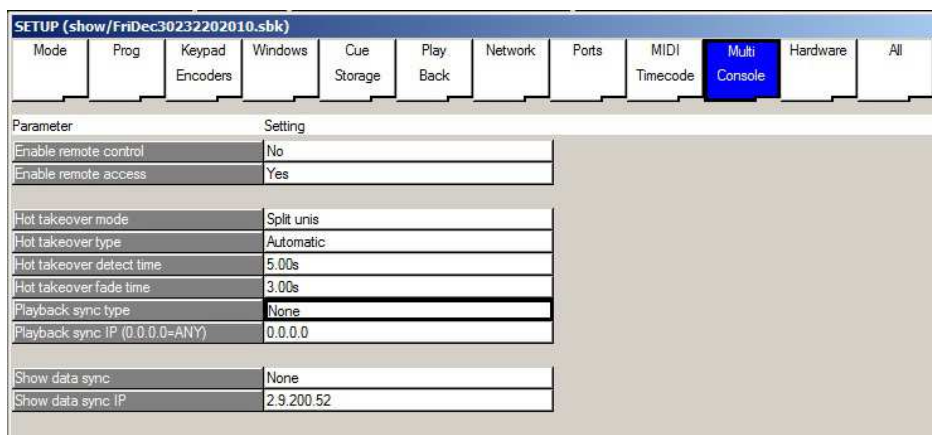 SETUP (show/FriDec30232202010.sbk)
Mode Prog Keypad Encoders Windows Cue Storage Play Back Network Ports MIDI Timecode Multi Console Hardware All
Parameter Setting
Enable remote control No
Enable remote access Yes
Hot takeover mode Split unis
Hot takeover type Automatic
Hot takeover detect time 5.00s
Hot takeover fade time 3.00s
Playback sync type None
Playback sync IP (0.0.0.0=ANY) 0.0.0.0
Show data sync None
Show data sync IP 2.9.200.52